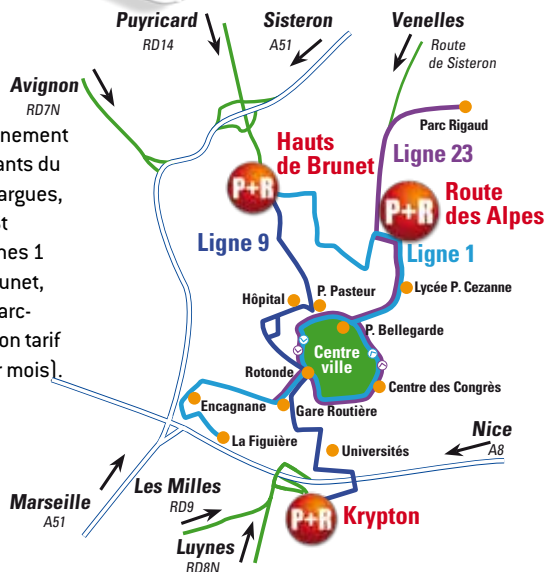 Puyricard
RD14
Sisteron
A51
Venelles
Route
de Sisteron
Avignon
RD7N
nement
ants du
argues,
st
nes 1
runet,
arc-
on tarif
r mois).
Parc Rigaud
Hauts
de Brunet
Ligne 23
P+R
P+R
Route
des Alpes
Ligne 9
Ligne 1
Lycée P. Cezanne
Hôpital
P. Pasteur
P. Bellegarde
Centre
ville
Rotonde
Centre des Congrès
Encagnane
Gare Routière
La Figuière
Universités
Nice
A8
Marseille
A51
Les Milles
RD9
P+R
Krypton
Luynes
RD8N